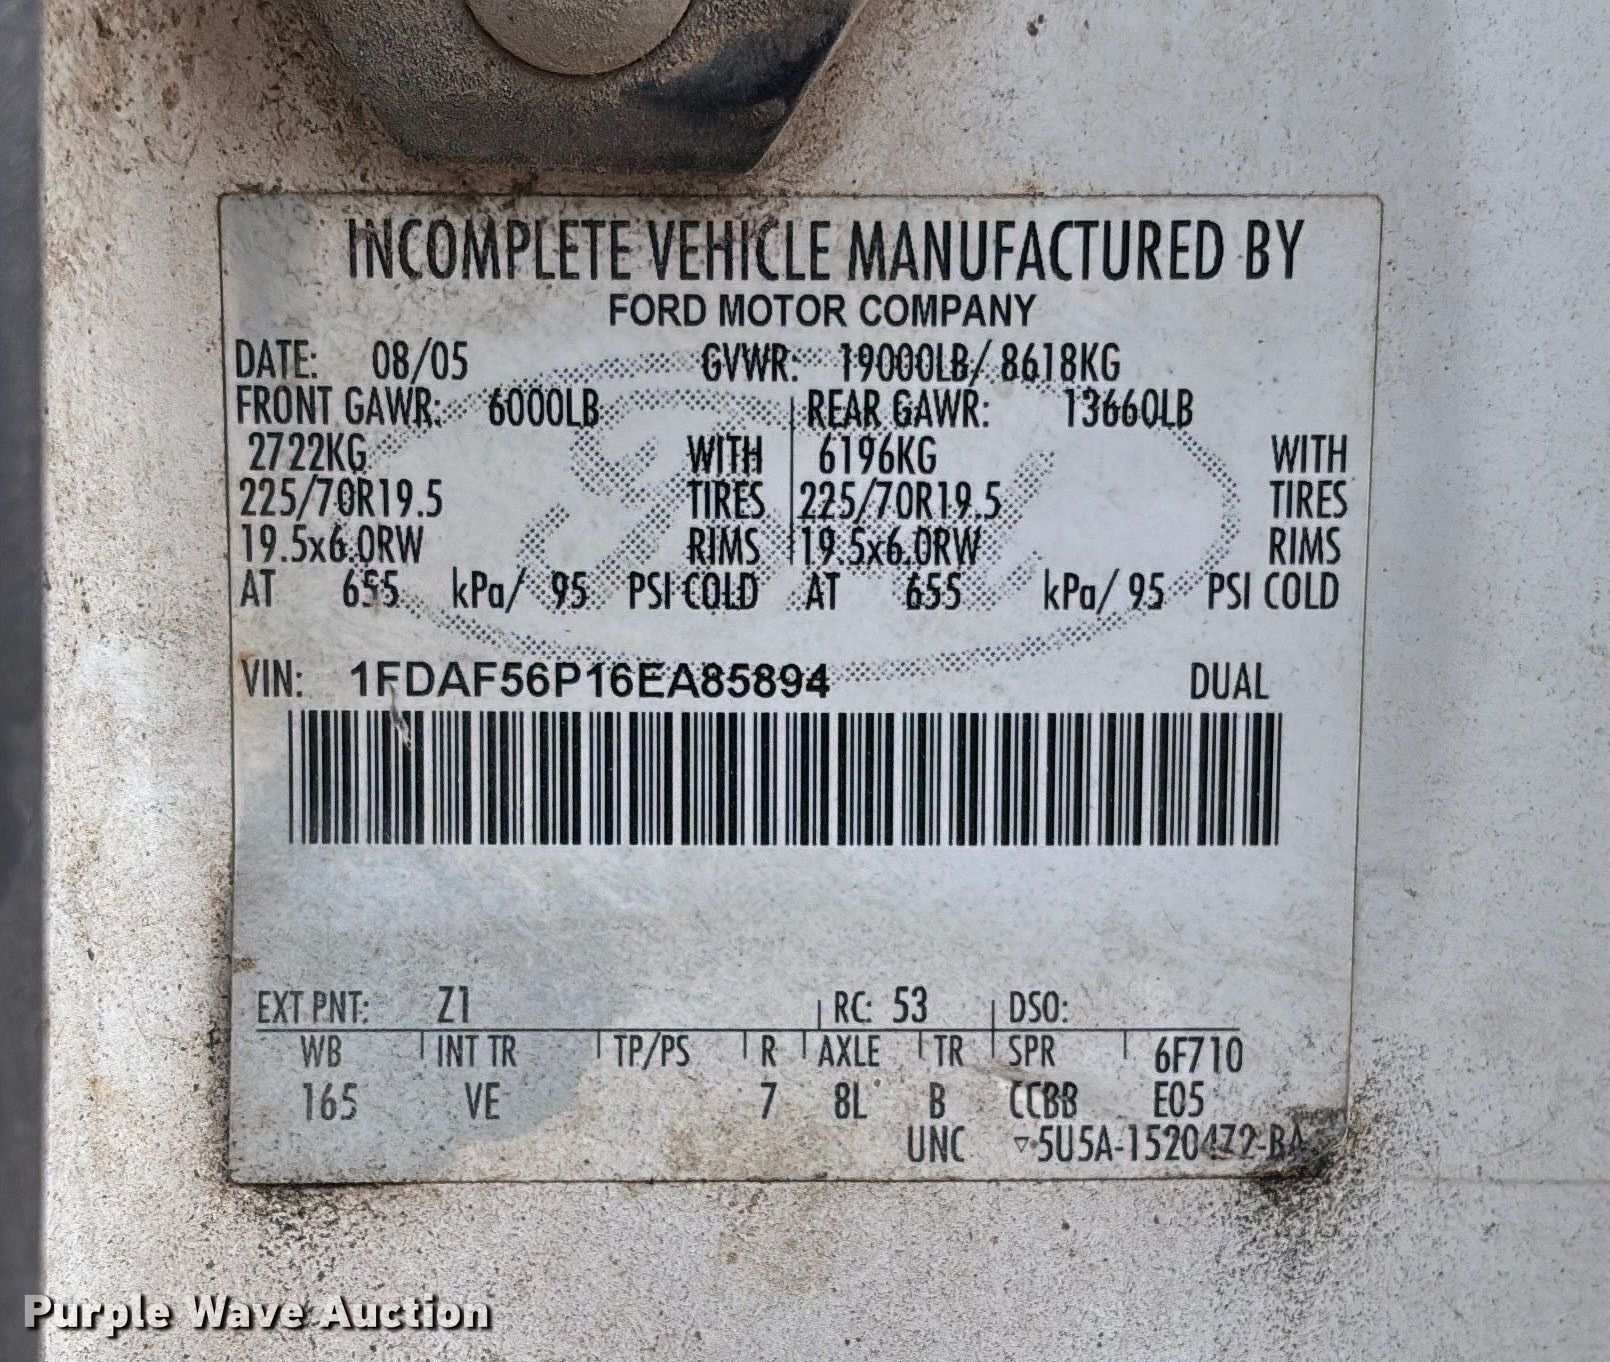 INCOMPLETE VEHICLE MANUFACTURED BY
FORD MOTOR COMPANY
DATE: 08/05 GVWR: 19000LB/ 8618KG
FRONT GAWR: 6000LB REAR GAWR: 13660LB
2722KG WITH 6196KG WITH
225/70R19.5 TIRES 225/70R19.5 TIRES
19.5x6.0RW RIMS 19.5x6.0RW RIMS
AT 655 kPa/ 95 PSI COLD AT 655 kPa/ 95 PSI COLD
VIN: 1FDAF56P16EA85894 DUAL
EXT PNT: Z1 RC: 53 DSO:
WB INT TR TP/PS R AXLE TR SPR 6F710
165 VE 7 8L B CCBB E05
UNC ▽5U5A-1520472-BA
Purple Wave Auction